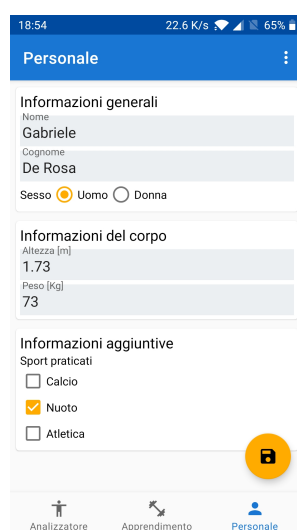 18:54 22.6 K/s 65%
Personale
Informazioni generali
Nome
Gabriele
Cognome
De Rosa
Sesso Uomo Donna
Informazioni del corpo
Altezza [m]
1.73
Peso [Kg]
73
Informazioni aggiuntive
Sport praticati
Calcio
Nuoto
Atletica
Analizzatore Apprendimento Personale